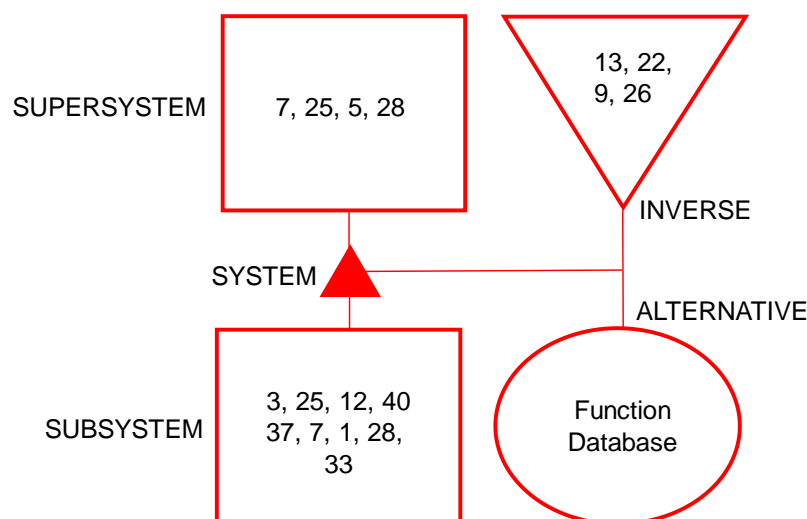 SUPERSYSTEM
7, 25, 5, 28
13, 22,
9, 26
INVERSE
SYSTEM
ALTERNATIVE
SUBSYSTEM
3, 25, 12, 40
37, 7, 1, 28,
33
Function
Database